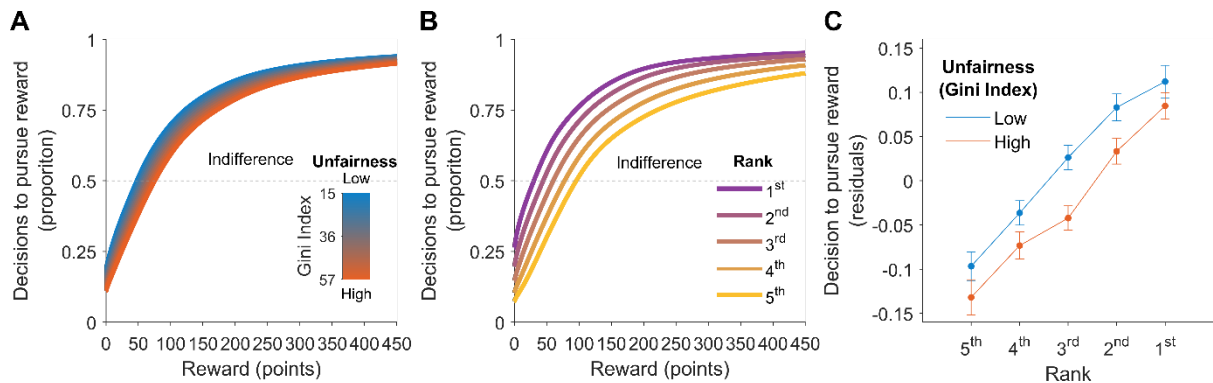 A
Decisions to pursue reward
(proporiton)
1
0.75
0.5
0.25
0
Indifference
Unfairness
Low
Gini Index
15
36
57
High
0 50 100 150 200 250 300 350 400 450
Reward (points)
B
Decisions to pursue reward
(proporiton)
1
0.75
0.5
0.25
0
Indifference
Rank
1st
2nd
3rd
4th
5th
0 50 100 150 200 250 300 350 400 450
Reward (points)
C
Decision to pursue reward
(residuals)
0.15
0.1
0.05
0
-0.05
-0.1
-0.15
Unfairness
(Gini Index)
Low
High
5th 4th 3rd 2nd 1st
Rank